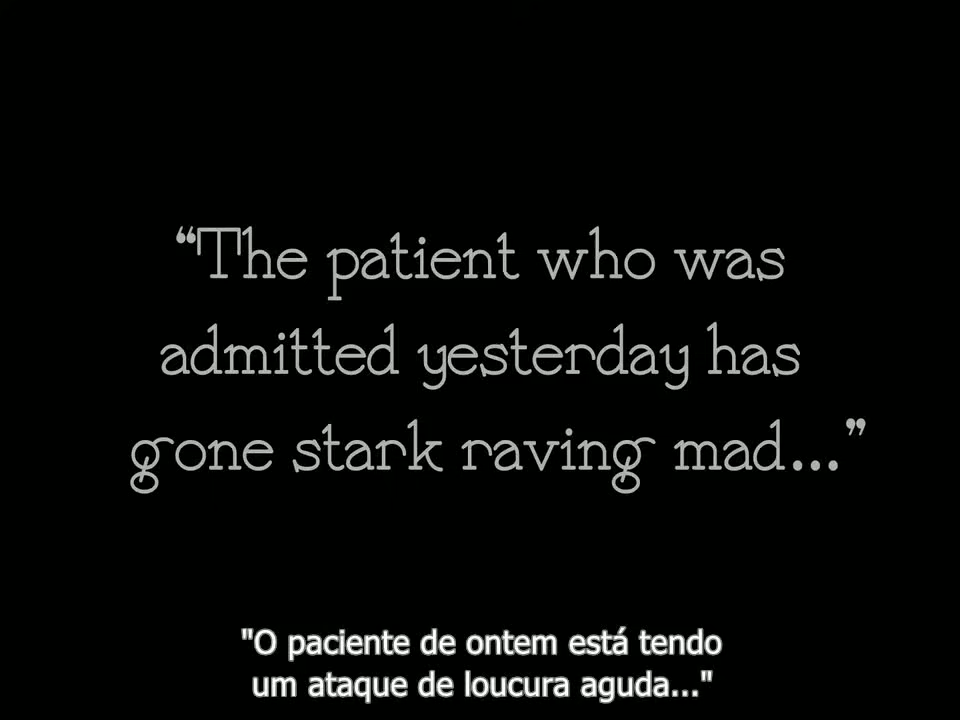 “The patient who was
admitted yesterday has
gone stark raving mad...”
"O paciente de ontem está tendo
um ataque de loucura aguda..."